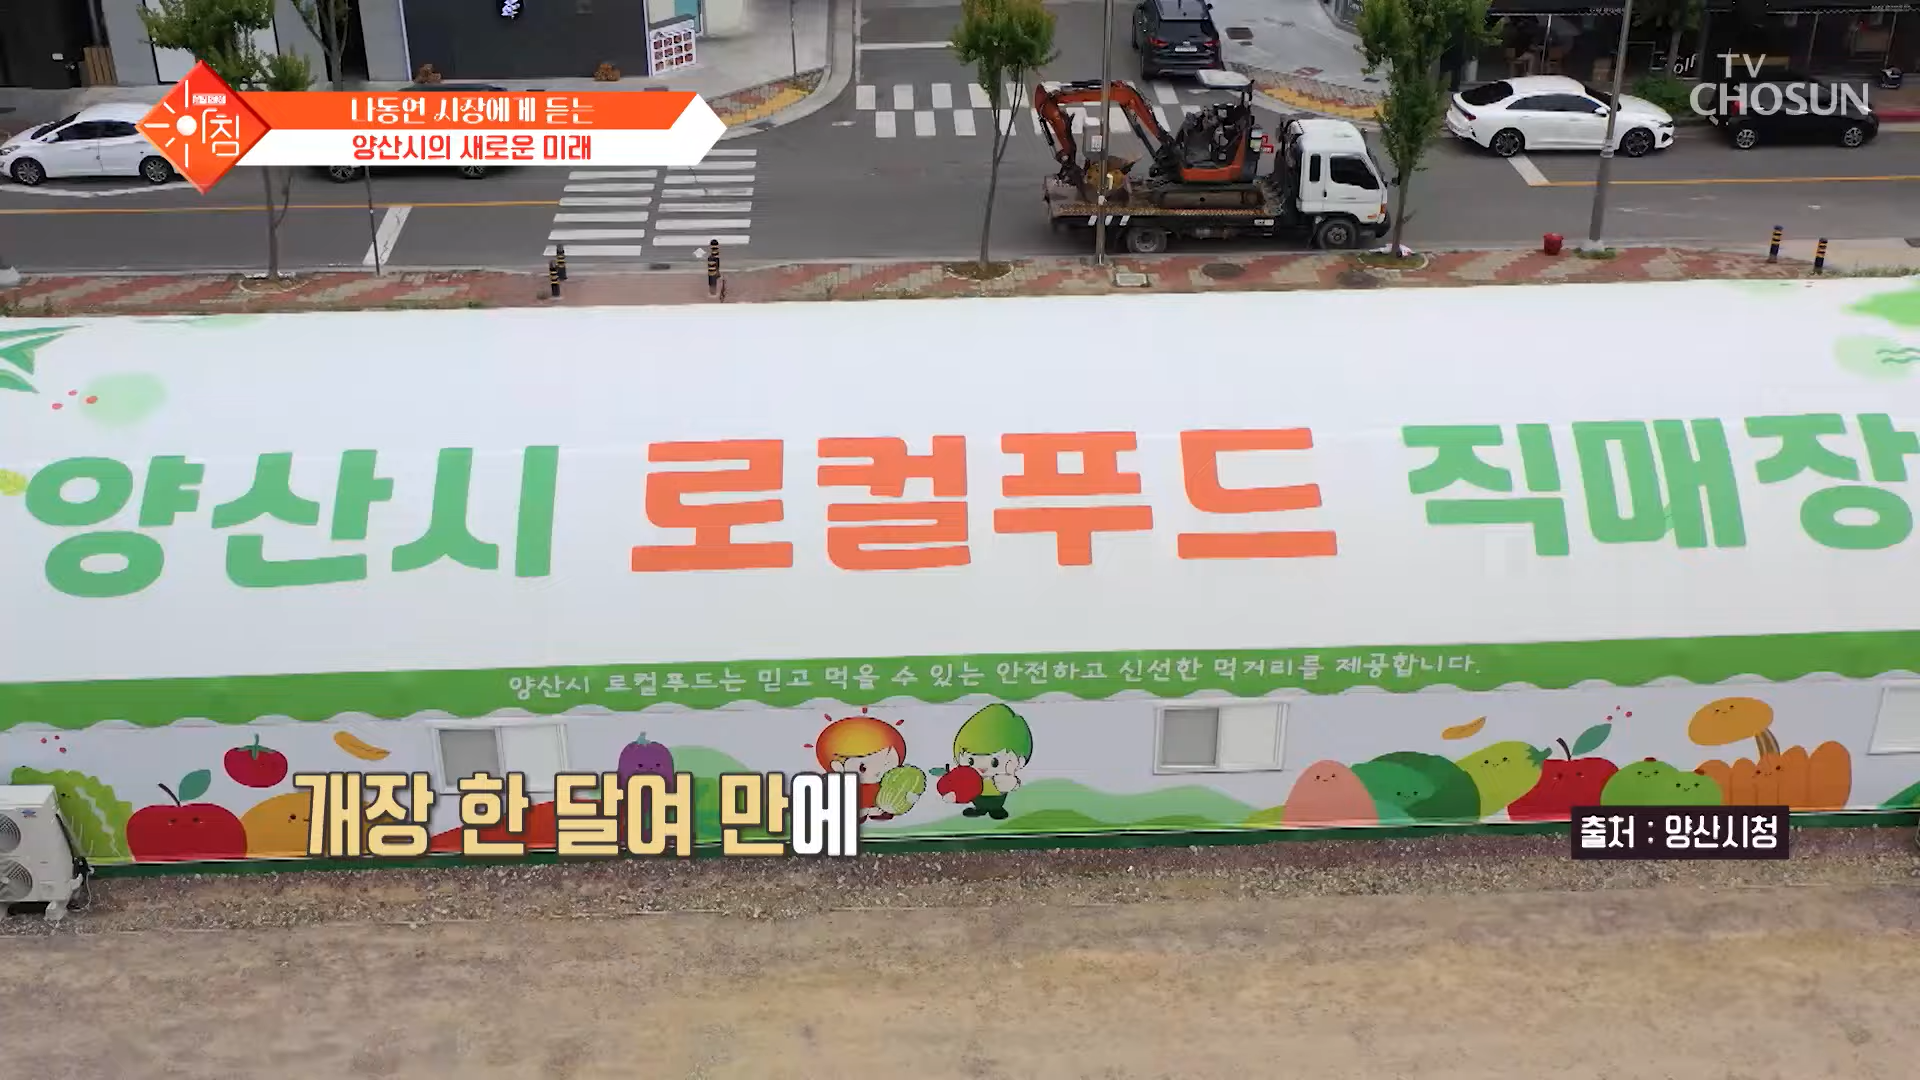 나동연 시장에게 듣는
양산시의 새로운 미래
아침
TV
CHOSUN
양산시 로컬푸드 직매장
양산시 로컬푸드는 믿고 먹을 수 있는 안전하고 신선한 먹거리를 제공합니다.
개장 한 달여 만에
출처 : 양산시청